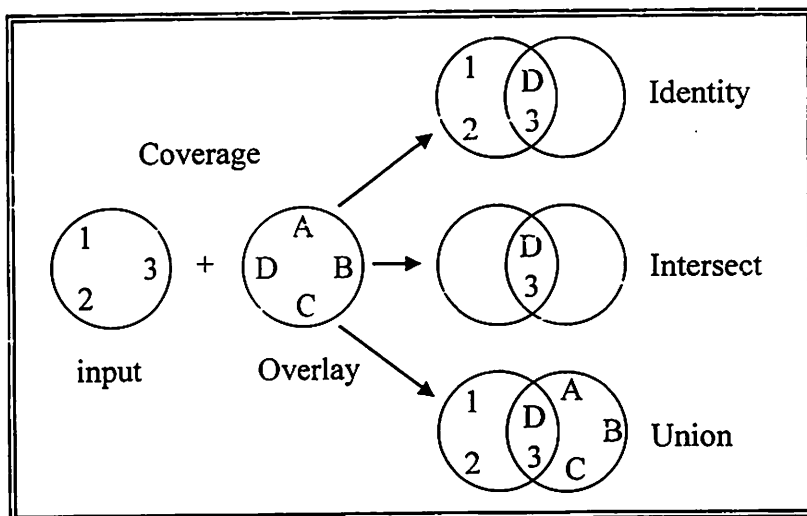 1
D
Identity
2
3
Coverage
1
2
3
+
A
D
B
C
D
3
Intersect
input
Overlay
1
D
A
B
Union
2
3
C